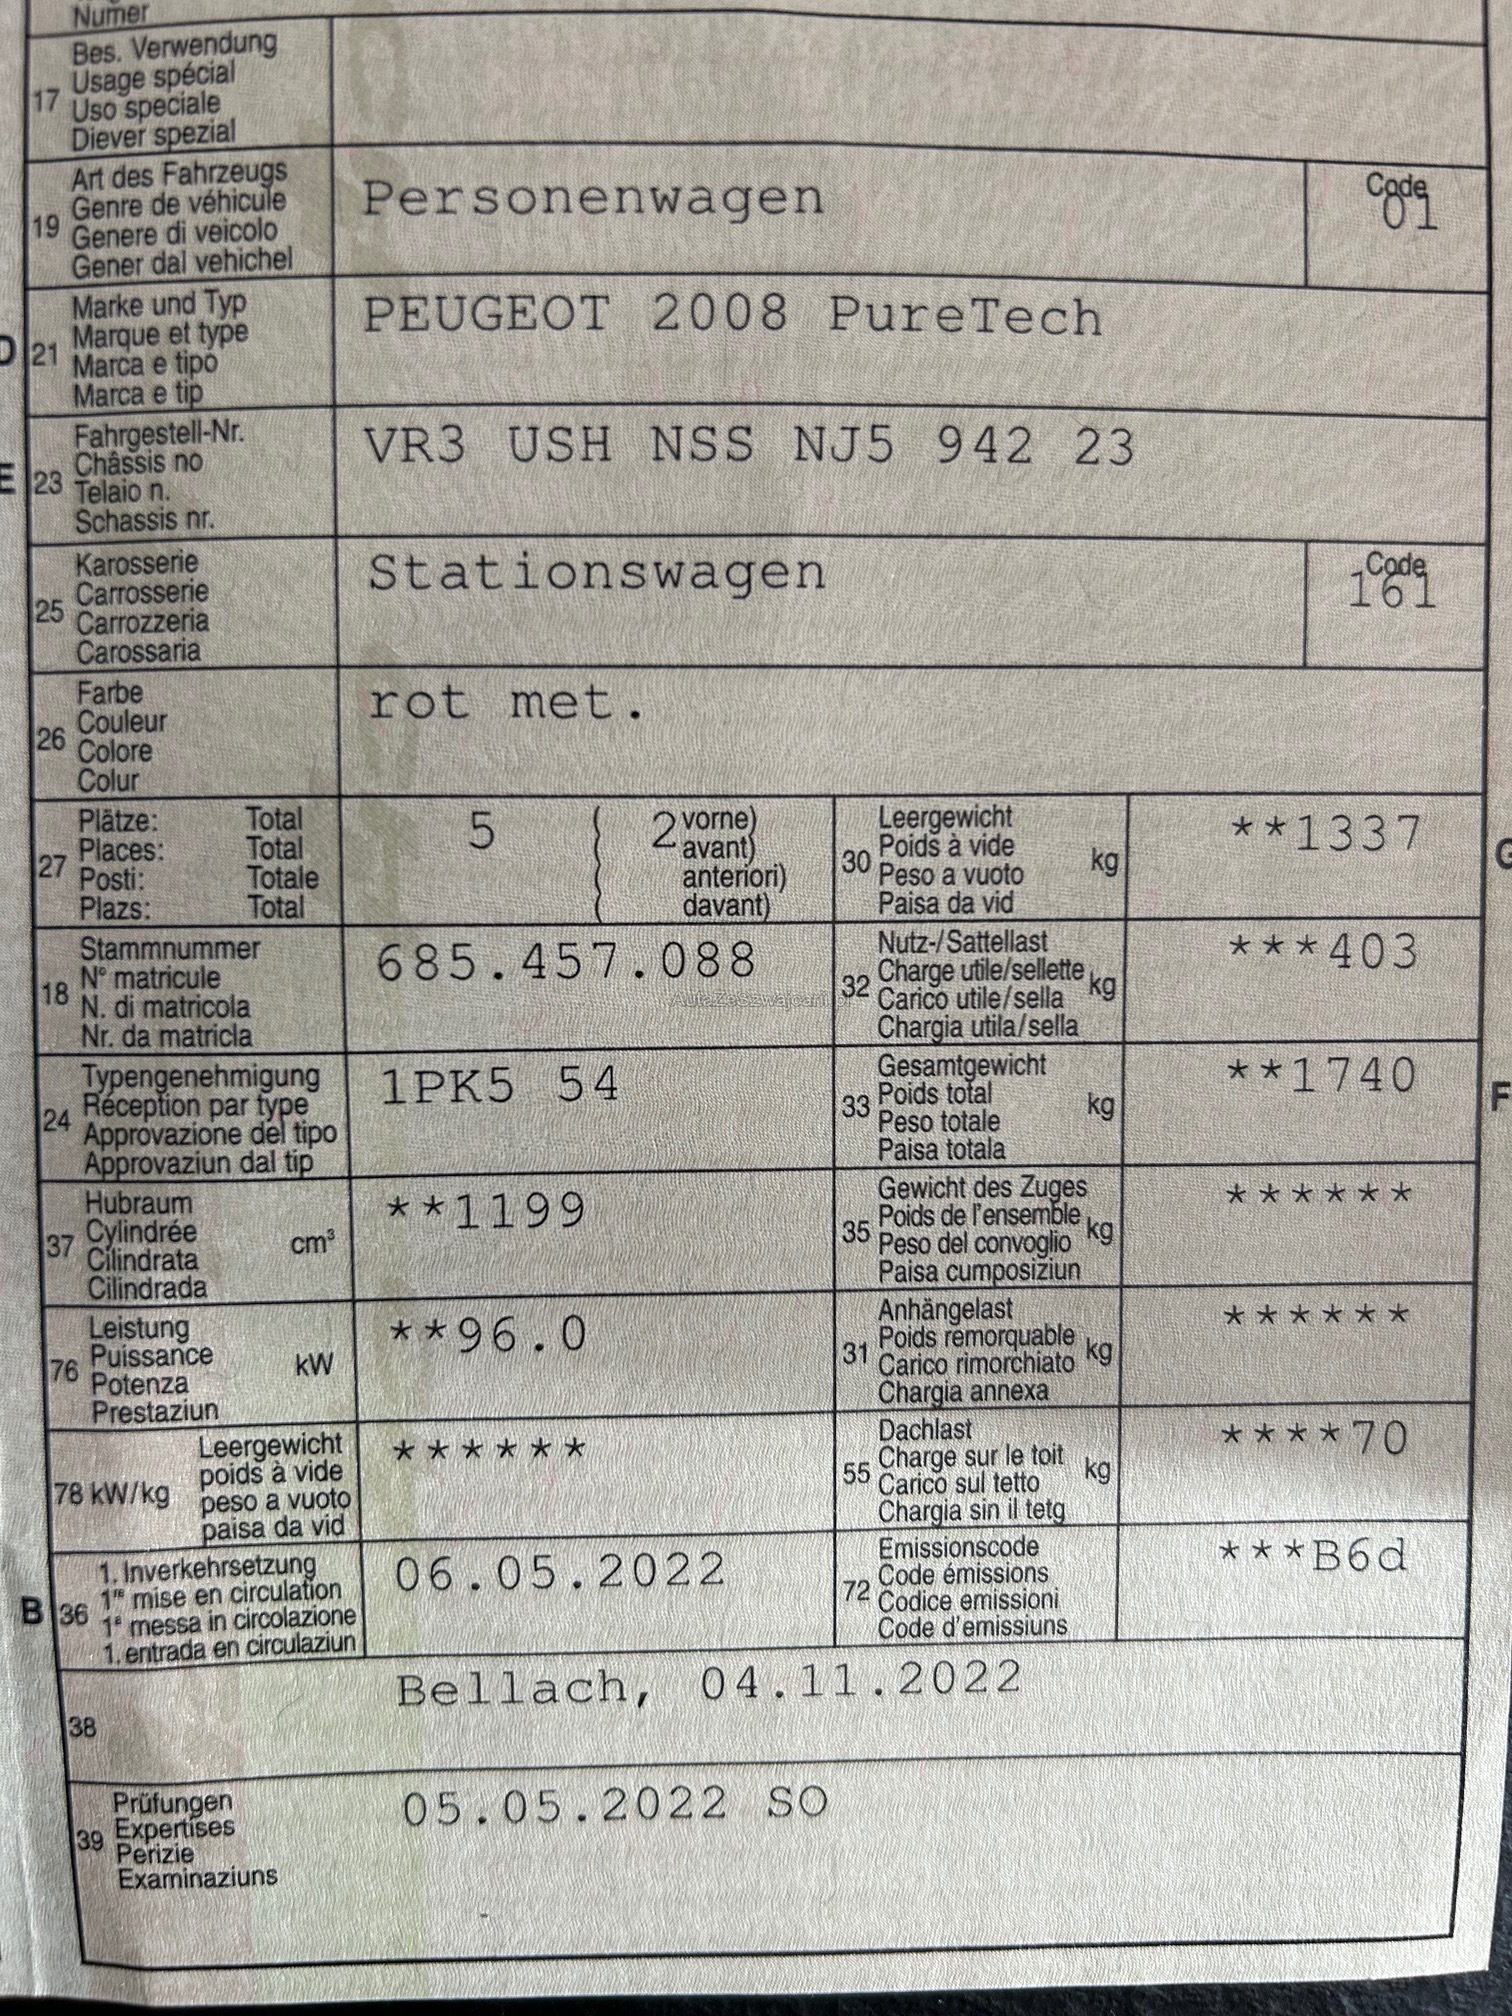 Numer
17 Bes. Verwendung
Usage spécial
Uso speciale
Diever spezial
19 Art des Fahrzeugs
Genre de véhicule
Genere di veicolo
Gener dal vehichel
Personenwagen
Code
01
D 21 Marke und Typ
Marque et type
Marca e tipo
Marca e tip
PEUGEOT 2008 PureTech
E 23 Fahrgestell-Nr.
Châssis no
Telaio n.
Schassis nr.
VR3 USH NSS NJ5 942 23
25 Karosserie
Carrosserie
Carrozzeria
Carossaria
Stationswagen
Code
161
26 Farbe
Couleur
Colore
Colur
rot met.
27 Plätze: Total
Places: Total
Posti: Totale
Plazs: Total
5 ( 2 vorne)
( avant)
( anteriori)
( davant)
30 Leergewicht
Poids à vide kg
Peso a vuoto
Paisa da vid
**1337
G
18 Stammnummer
N° matricule
N. di matricola
Nr. da matricla
685.457.088
32 Nutz-/Sattellast
Charge utile/sellette kg
Carico utile/sella
Chargia utila/sella
***403
24 Typengenehmigung
Réception par type
Approvazione del tipo
Approvaziun dal tip
1PK5 54
33 Gesamtgewicht
Poids total kg
Peso totale
Paisa totala
**1740
F
37 Hubraum
Cylindrée cm³
Cilindrata
Cilindrada
**1199
35 Gewicht des Zuges
Poids de l'ensemble kg
Peso del convoglio
Paisa cumposiziun
******
76 Leistung
Puissance kW
Potenza
Prestaziun
**96.0
31 Anhängelast
Poids remorquable kg
Carico rimorchiato
Chargia annexa
******
78 kW/kg Leergewicht
poids à vide
peso a vuoto
paisa da vid
******
55 Dachlast
Charge sur le toit kg
Carico sul tetto
Chargia sin il tetg
****70
B 36 1. Inverkehrsetzung
1re mise en circulation
1a messa in circolazione
1. entrada en circulaziun
06.05.2022
72 Emissionscode
Code émissions
Codice emissioni
Code d'emissiuns
***B6d
38 Bellach, 04.11.2022
39 Prüfungen
Expertises
Perizie
Examinaziuns
05.05.2022 SO